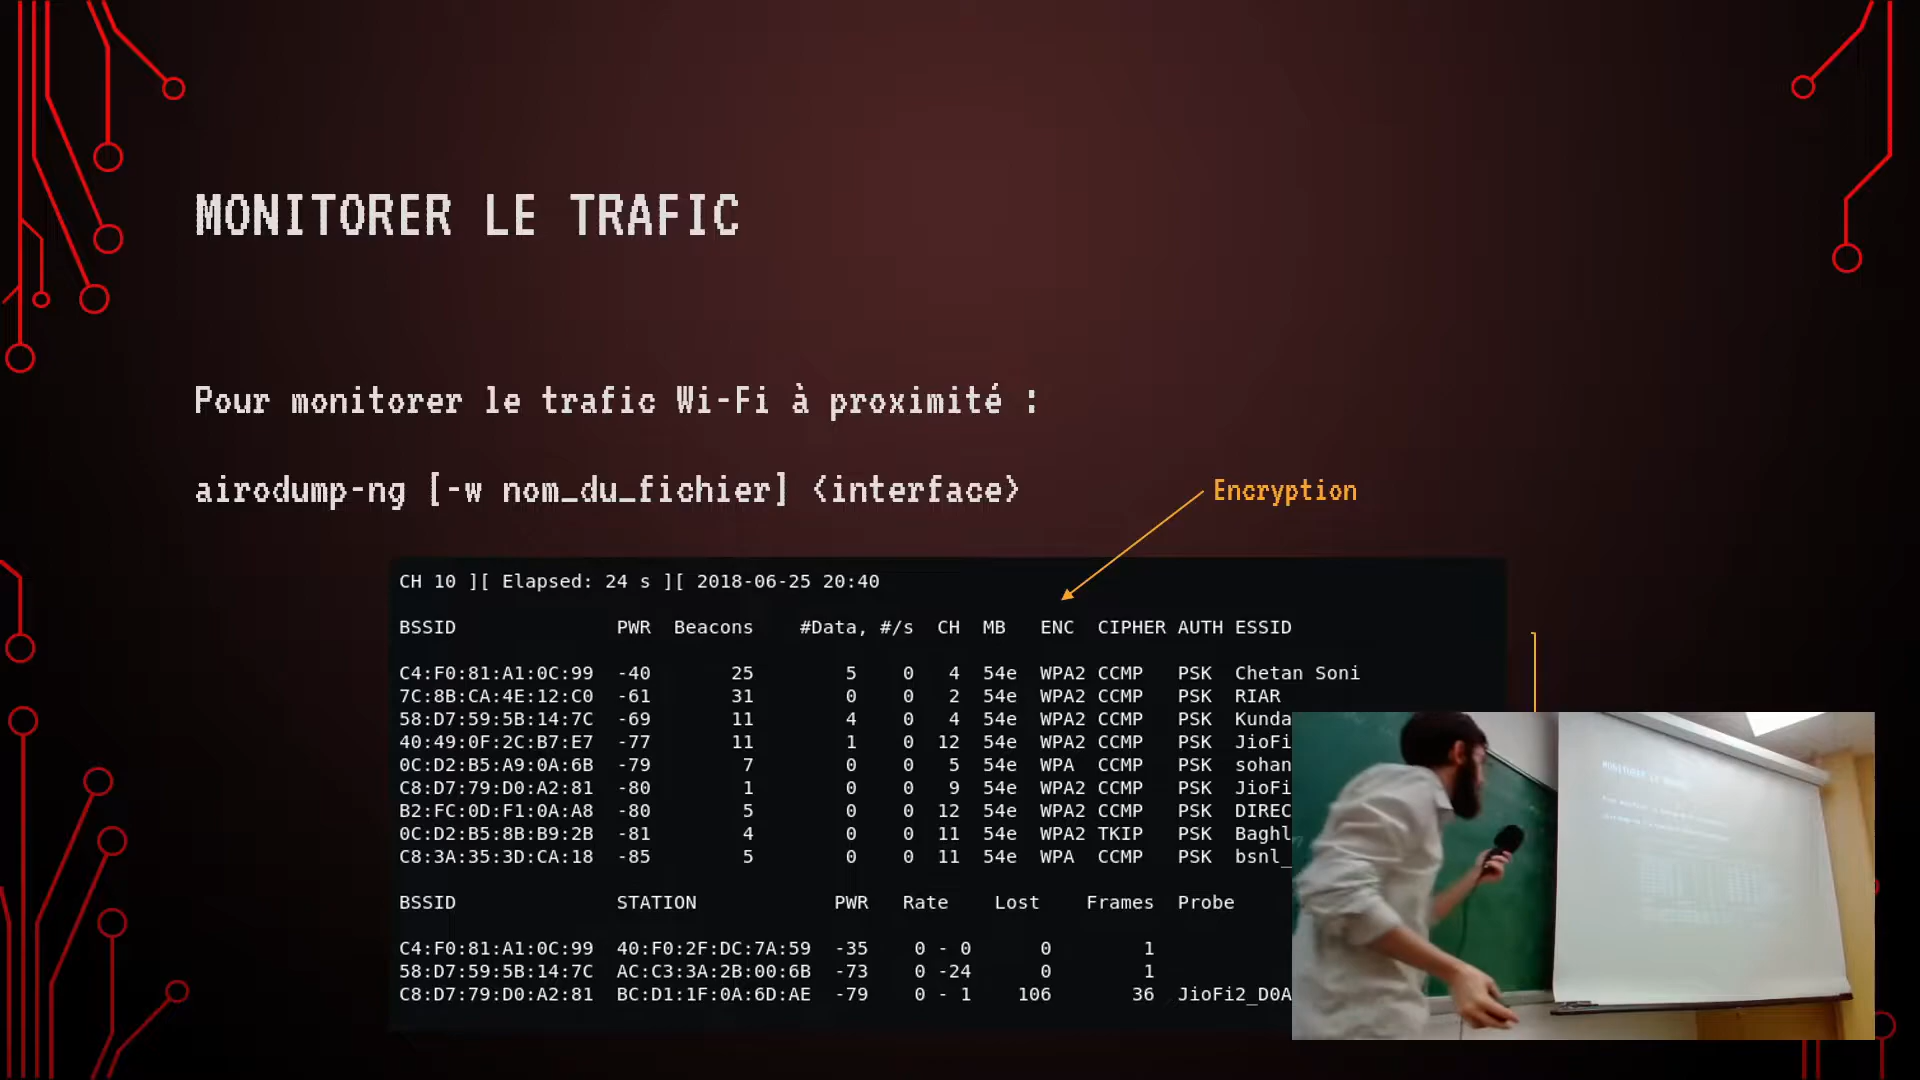 MONITORER LE TRAFIC
Pour monitorer le trafic Wi-Fi à proximité :
airodump-ng [-w nom_du_fichier] <interface>
Encryption
CH 10 ][ Elapsed: 24 s ][ 2018-06-25 20:40
BSSID PWR Beacons #Data, #/s CH MB ENC CIPHER AUTH ESSID
C4:F0:81:A1:0C:99 -40 25 5 0 4 54e WPA2 CCMP PSK Chetan Soni
7C:8B:CA:4E:12:C0 -61 31 0 0 2 54e WPA2 CCMP PSK RIAR
58:D7:59:5B:14:7C -69 11 4 0 4 54e WPA2 CCMP PSK Kunda
40:49:0F:2C:B7:E7 -77 11 1 0 12 54e WPA2 CCMP PSK JioFi
0C:D2:B5:A9:0A:6B -79 7 0 0 5 54e WPA CCMP PSK sohan
C8:D7:79:D0:A2:81 -80 1 0 0 9 54e WPA2 CCMP PSK JioFi
B2:FC:0D:F1:0A:A8 -80 5 0 0 12 54e WPA2 CCMP PSK DIREC
0C:D2:B5:8B:B9:2B -81 4 0 0 11 54e WPA2 TKIP PSK Baghl
C8:3A:35:3D:CA:18 -85 5 0 0 11 54e WPA CCMP PSK bsnl_
BSSID STATION PWR Rate Lost Frames Probe
C4:F0:81:A1:0C:99 40:F0:2F:DC:7A:59 -35 0 - 0 0 1
58:D7:59:5B:14:7C AC:C3:3A:2B:00:6B -73 0 -24 0 1
C8:D7:79:D0:A2:81 BC:D1:1F:0A:6D:AE -79 0 - 1 106 36 JioFi2_D0A
MONITORER LE TRAFIC